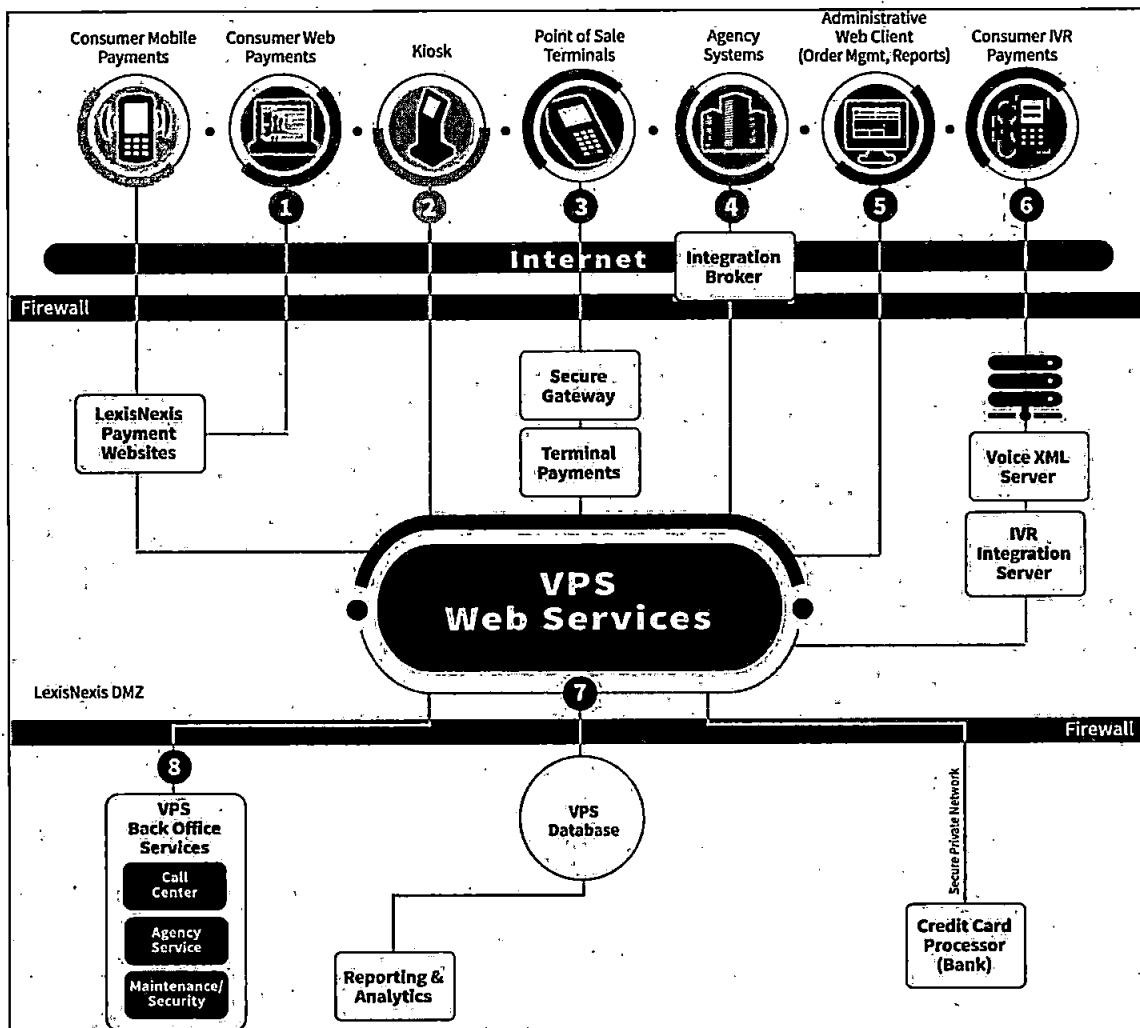 Consumer Mobile
Payments
Consumer Web
Payments
Kiosk
Point of Sale
Terminals
Agency
Systems
Administrative
Web Client
(Order Mgmt, Reports)
Consumer IVR
Payments
1
2
3
4
5
6
Internet
Integration
Broker
Firewall
LexisNexis
Payment
Websites
Secure
Gateway
Terminal
Payments
Voice XML
Server
IVR
Integration
Server
VPS
Web Services
LexisNexis DMZ
7
Firewall
8
VPS
Back Office
Services
Call
Center
Agency
Service
Maintenance/
Security
VPS
Database
Reporting &
Analytics
Secure Private Network
Credit Card
Processor
(Bank)